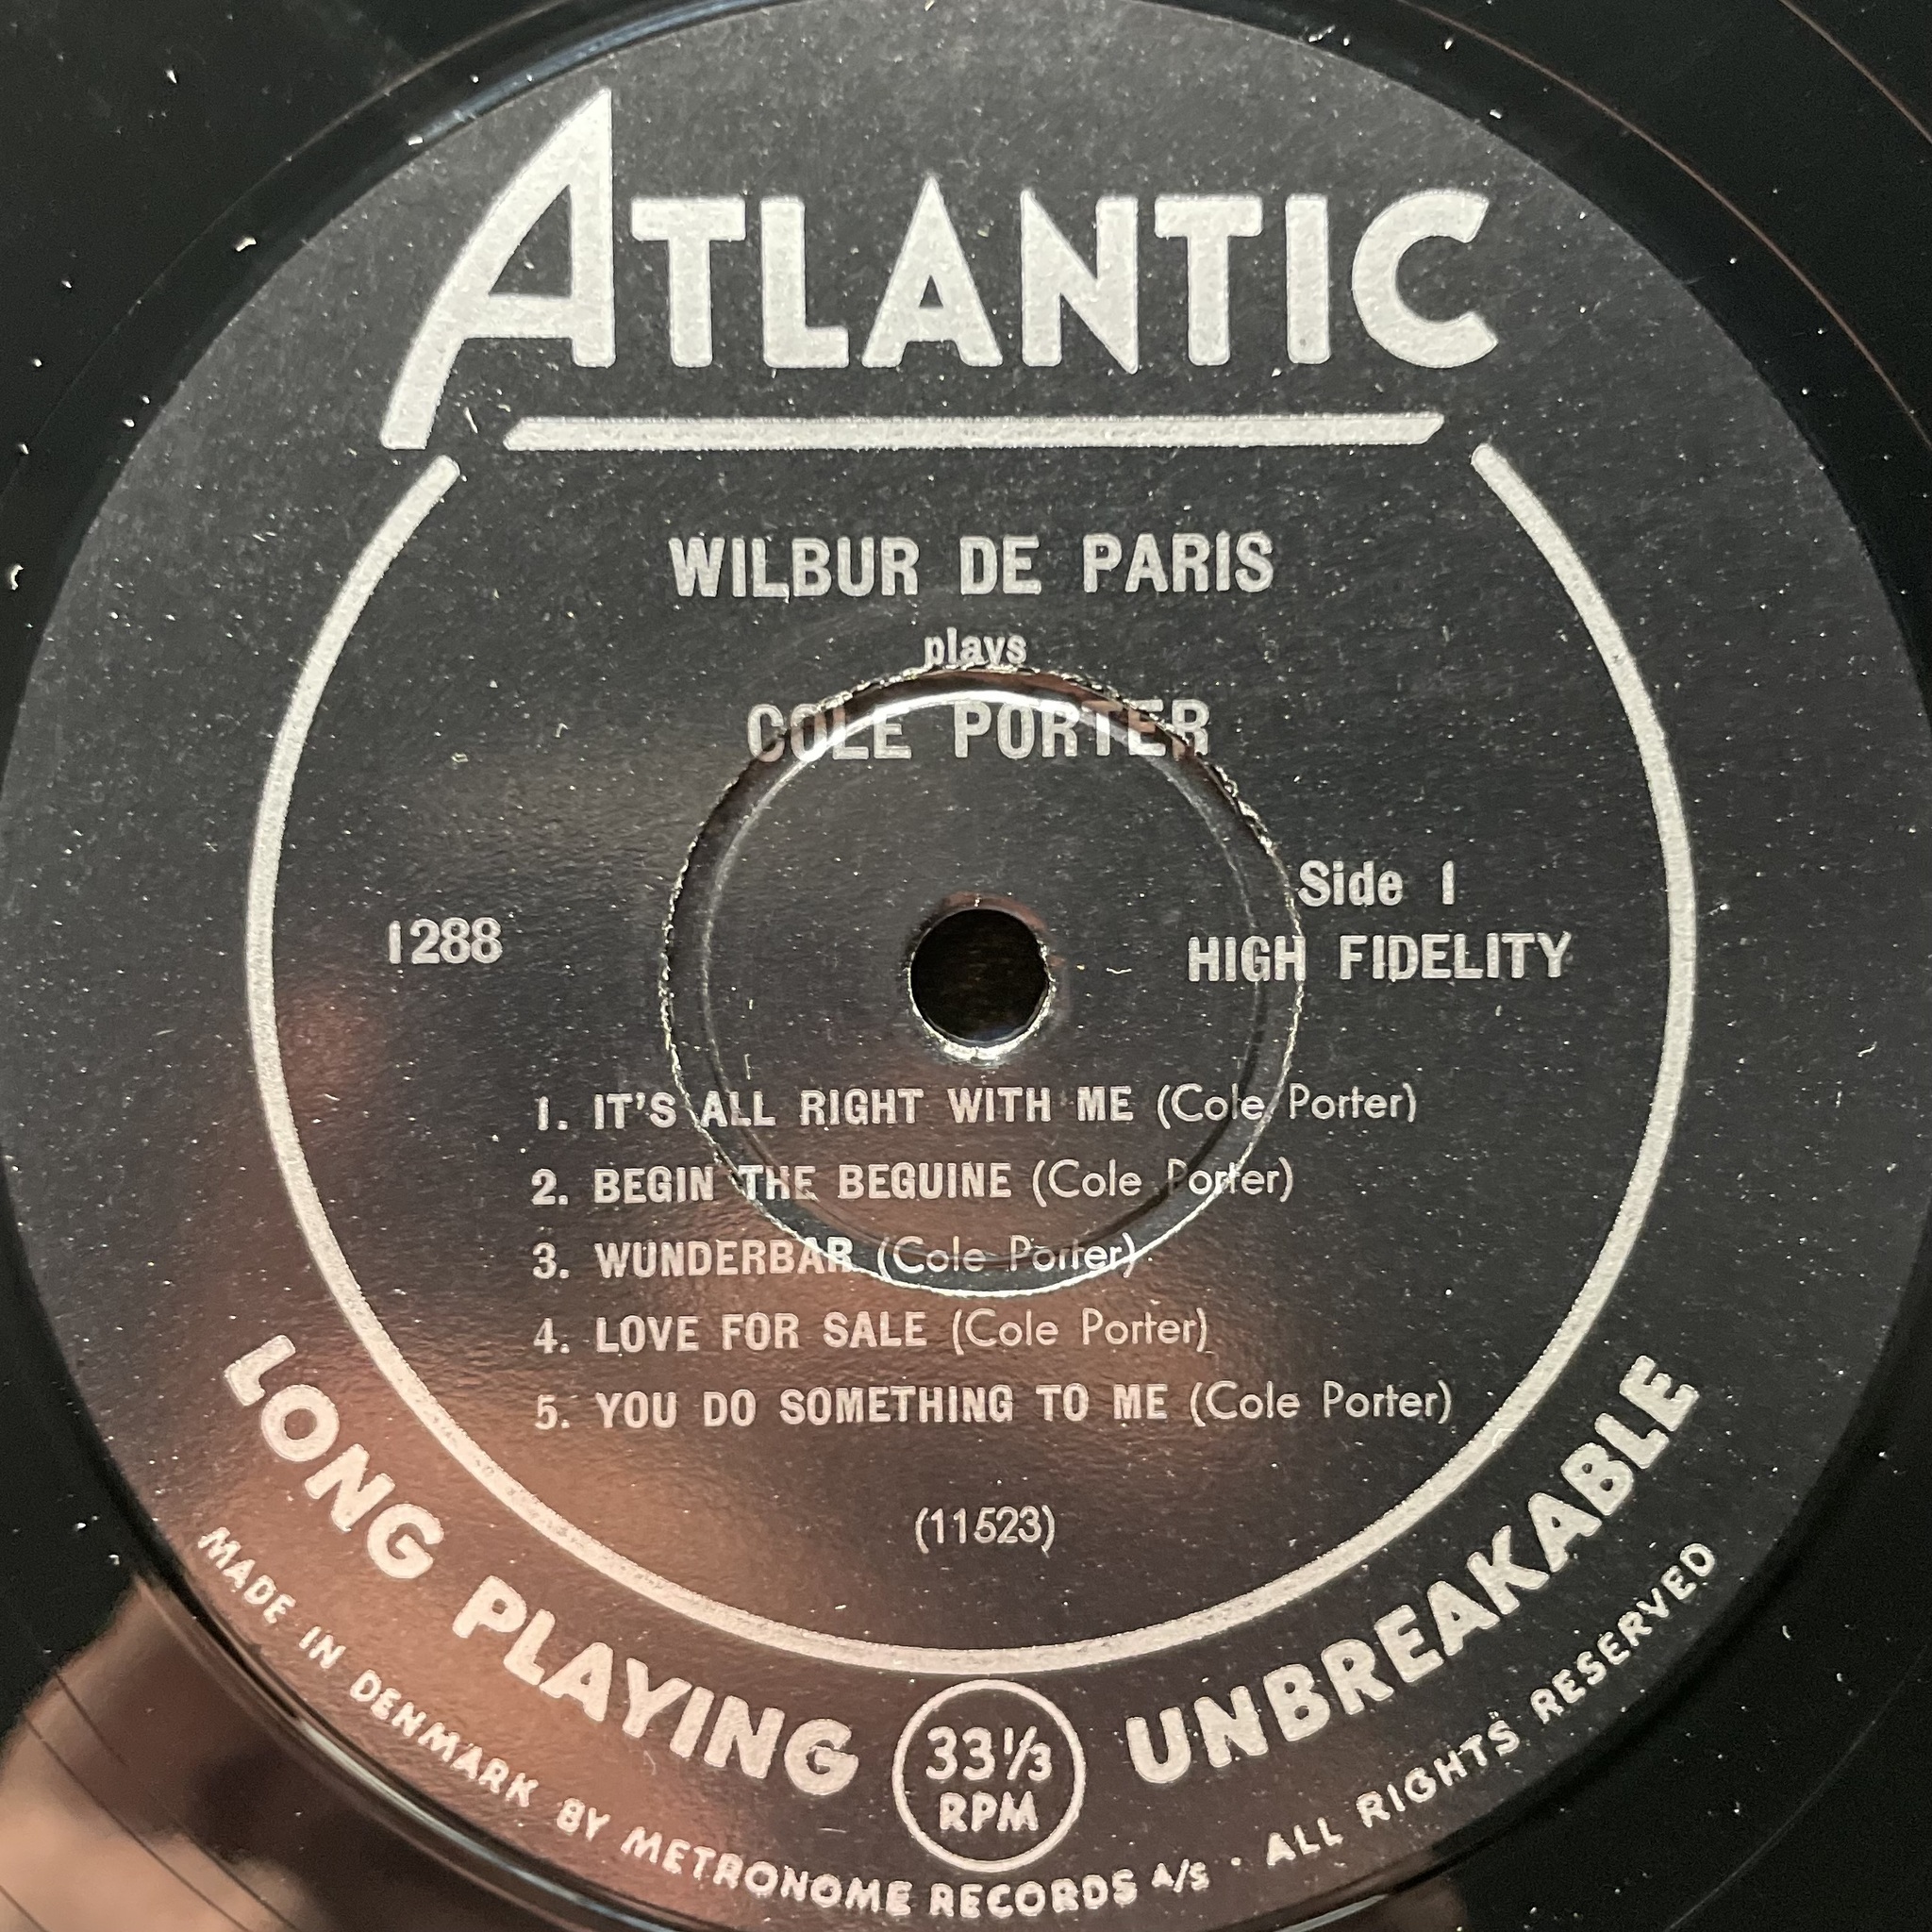 ATLANTIC
WILBUR DE PARIS
plays
COLE PORTER
Side 1
1288
HIGH FIDELITY
1. IT'S ALL RIGHT WITH ME (Cole Porter)
2. BEGIN THE BEGUINE (Cole Porter)
3. WUNDERBAR (Cole Porter)
4. LOVE FOR SALE (Cole Porter)
5. YOU DO SOMETHING TO ME (Cole Porter)
(11523)
LONG PLAYING 33 1/3 RPM UNBREAKABLE
MADE IN DENMARK BY METRONOME RECORDS A/S · ALL RIGHTS RESERVED